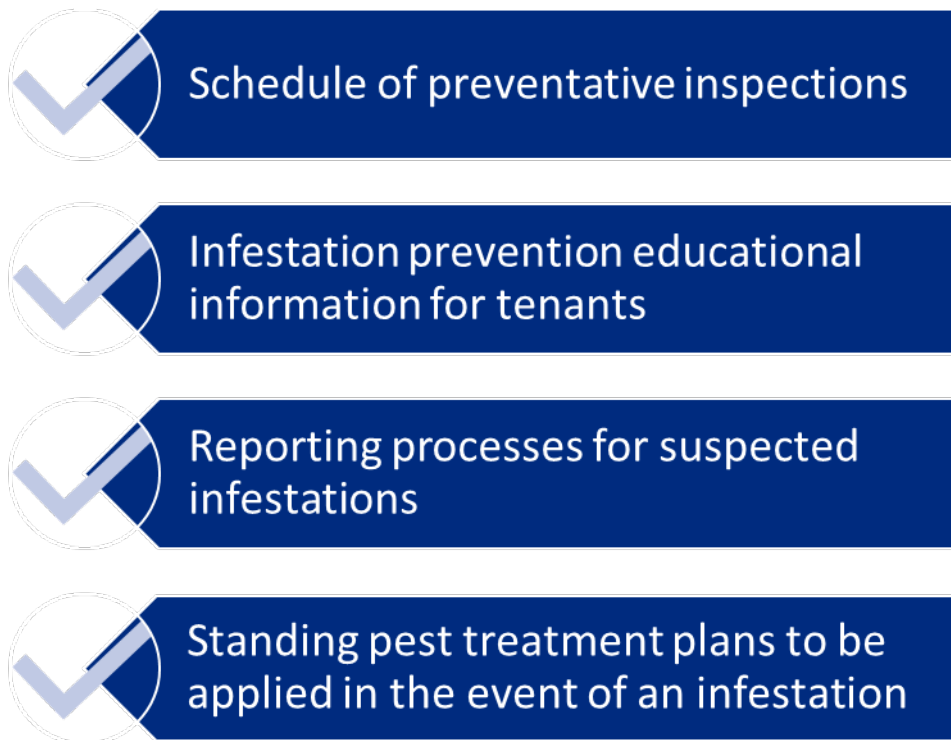 Schedule of preventative inspections
Infestation prevention educational
information for tenants
Reporting processes for suspected
infestations
Standing pest treatment plans to be
applied in the event of an infestation